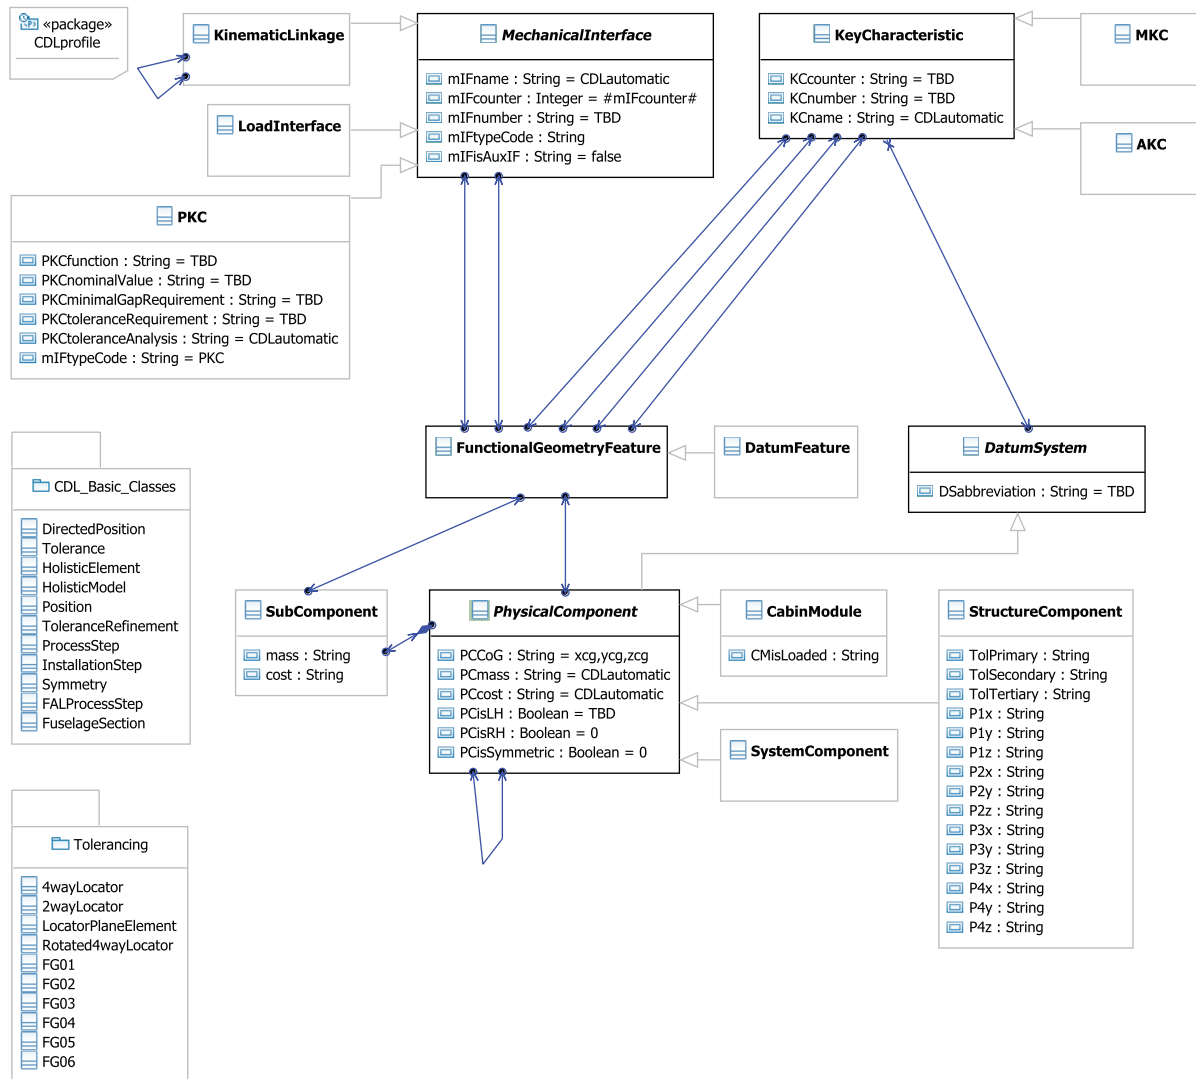 «package»
CDLprofile
KinematicLinkage
LoadInterface
MechanicalInterface
mIFname : String = CDLautomatic
mIFcounter : Integer = #mIFcounter#
mIFnumber : String = TBD
mIFtypeCode : String
mIFisAuxIF : String = false
KeyCharacteristic
KCcounter : String = TBD
KCnumber : String = TBD
KCname : String = CDLautomatic
MKC
AKC
PKC
PKCfunction : String = TBD
PKCnominalValue : String = TBD
PKCminimalGapRequirement : String = TBD
PKCtoleranceRequirement : String = TBD
PKCtoleranceAnalysis : String = CDLautomatic
mIFtypeCode : String = PKC
FunctionalGeometryFeature
DatumFeature
DatumSystem
DSabbreviation : String = TBD
CDL_Basic_Classes
DirectedPosition
Tolerance
HolisticElement
HolisticModel
Position
ToleranceRefinement
ProcessStep
InstallationStep
Symmetry
FALProcessStep
FuselageSection
SubComponent
mass : String
cost : String
PhysicalComponent
PCCoG : String = xcg,ycg,zcg
PCmass : String = CDLautomatic
PCcost : String = CDLautomatic
PCisLH : Boolean = TBD
PCisRH : Boolean = 0
PCisSymmetric : Boolean = 0
CabinModule
CMisLoaded : String
SystemComponent
StructureComponent
TolPrimary : String
TolSecondary : String
TolTertiary : String
P1x : String
P1y : String
P1z : String
P2x : String
P2y : String
P2z : String
P3x : String
P3y : String
P3z : String
P4x : String
P4y : String
P4z : String
Tolerancing
4wayLocator
2wayLocator
LocatorPlaneElement
Rotated4wayLocator
FG01
FG02
FG03
FG04
FG05
FG06